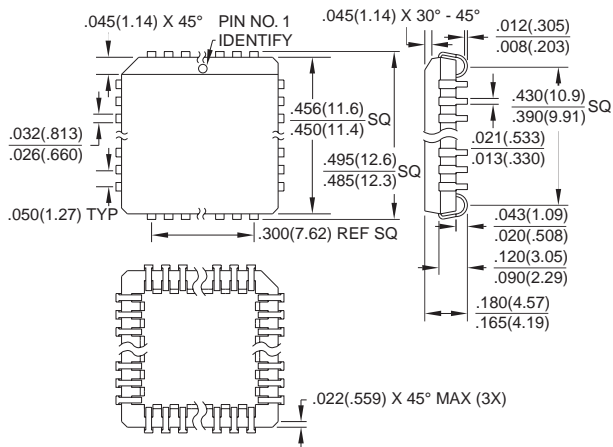 .045(1.14) X 45°
PIN NO. 1
IDENTIFY
.045(1.14) X 30° - 45°
.012(.305)
.008(.203)
.032(.813)
.026(.660)
.050(1.27) TYP
.456(11.6)
.450(11.4)
SQ
.495(12.6)
.485(12.3)
SQ
.300(7.62) REF SQ
.430(10.9)
.390(9.91)
SQ
.021(.533)
.013(.330)
.043(1.09)
.020(.508)
.120(3.05)
.090(2.29)
.180(4.57)
.165(4.19)
.022(.559) X 45° MAX (3X)